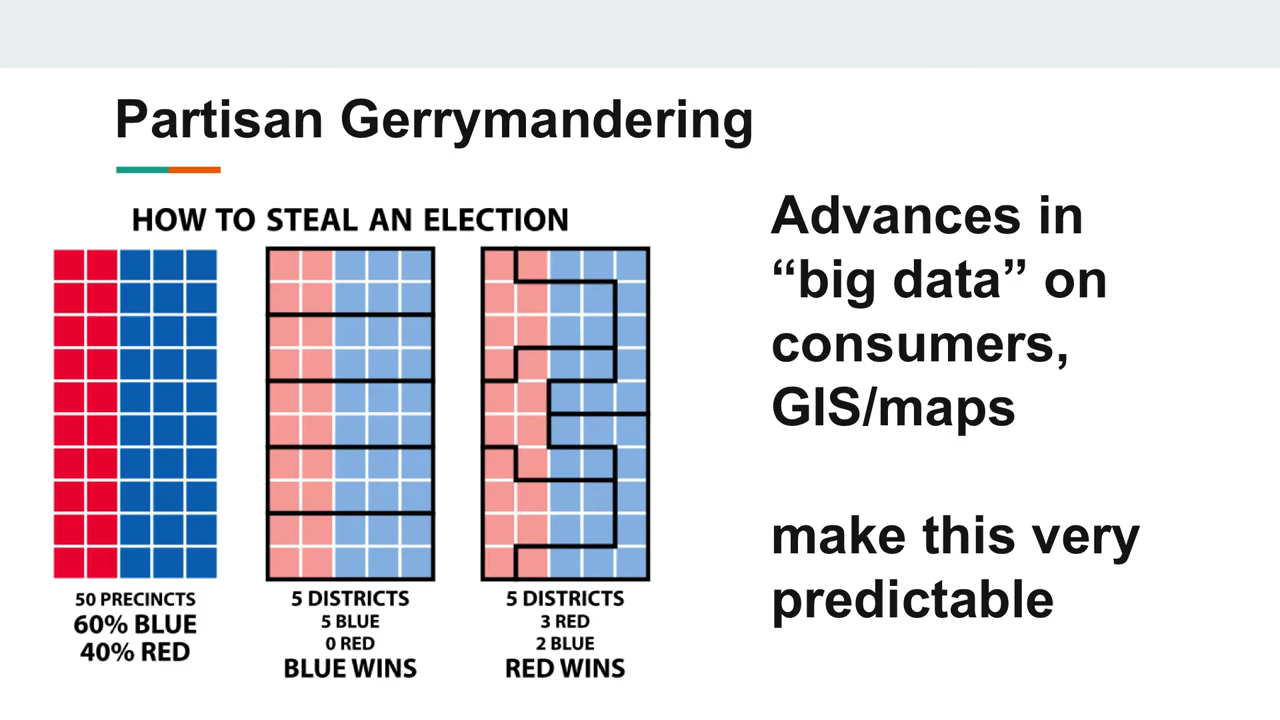 Partisan Gerrymandering
HOW TO STEAL AN ELECTION
50 PRECINCTS
60% BLUE
40% RED
5 DISTRICTS
5 BLUE
0 RED
BLUE WINS
5 DISTRICTS
3 RED
2 BLUE
RED WINS
Advances in
“big data” on
consumers,
GIS/maps
make this very
predictable